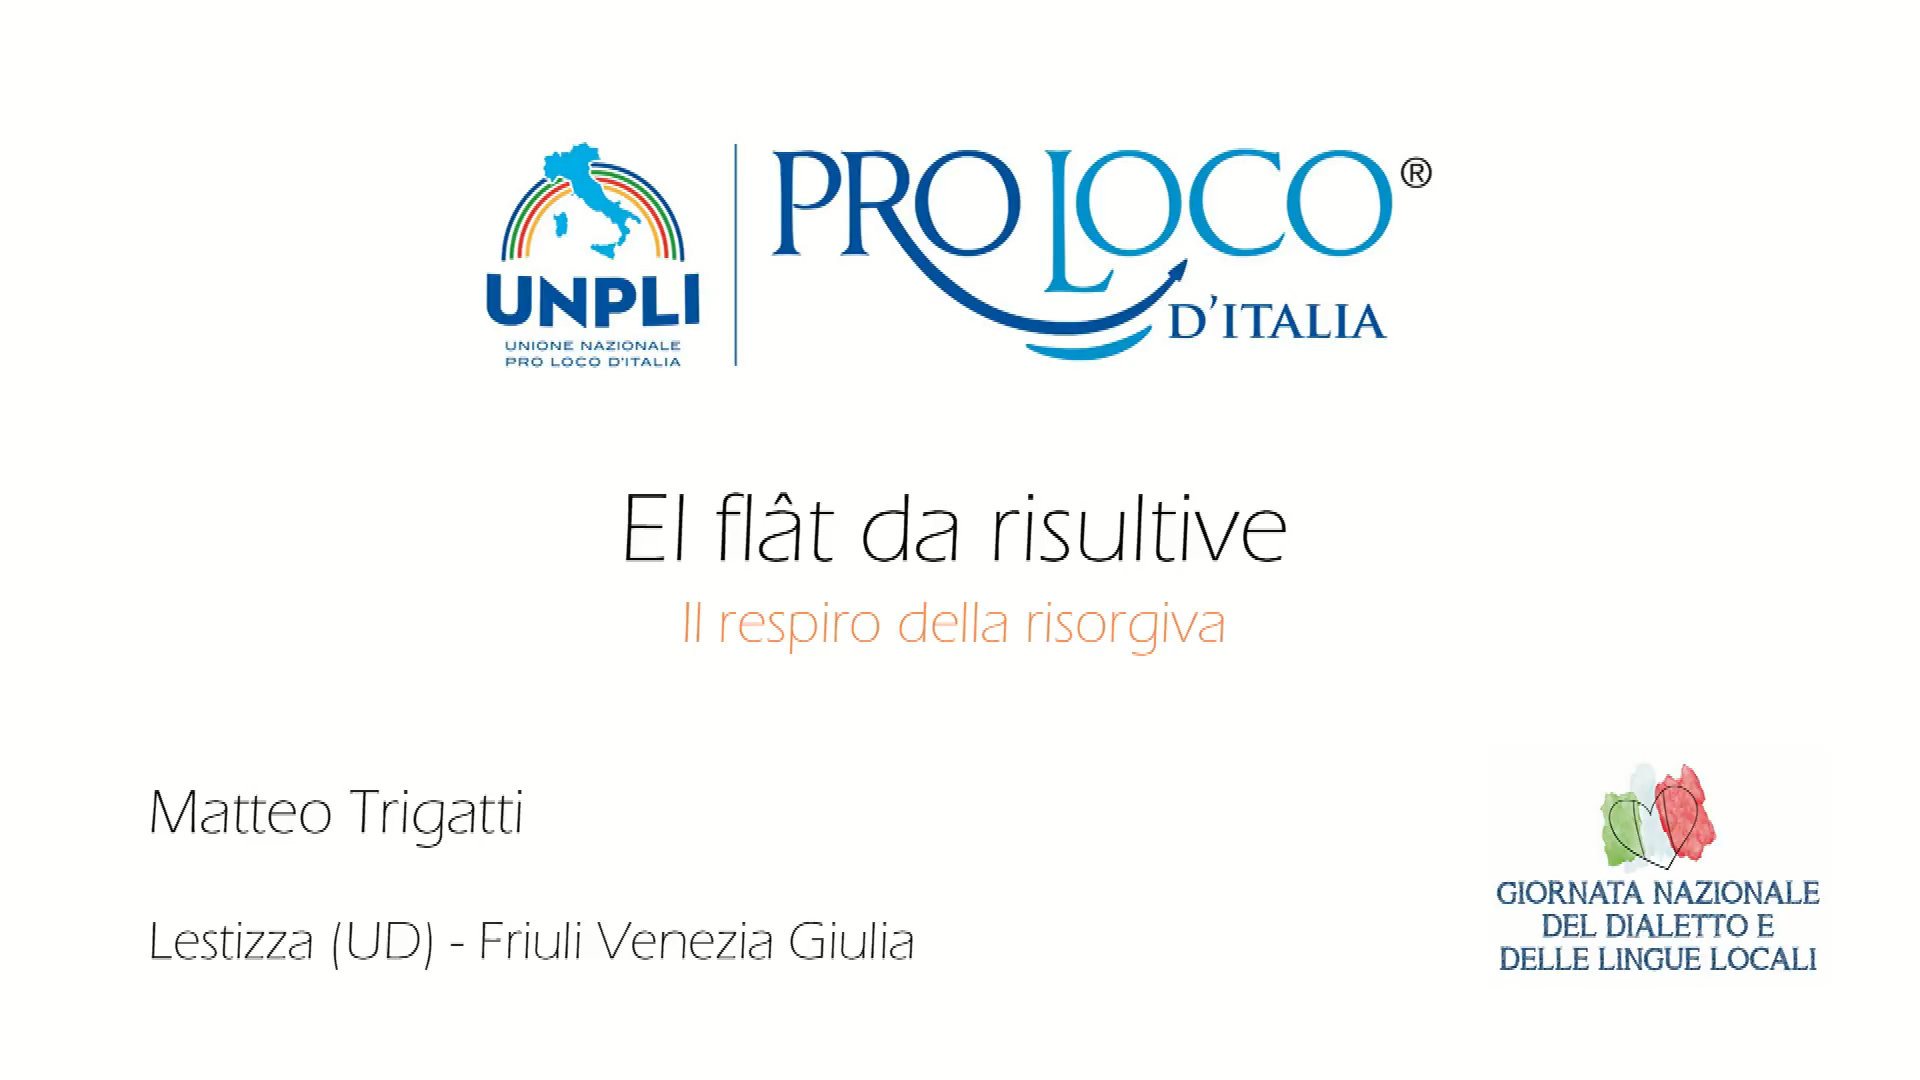 UNPLI
UNIONE NAZIONALE
PRO LOCO D'ITALIA
PRO LOCO®
D'ITALIA
El flât da risultive
Il respiro della risorgiva
Matteo Trigatti
Lestizza (UD) - Friuli Venezia Giulia
GIORNATA NAZIONALE
DEL DIALETTO E
DELLE LINGUE LOCALI